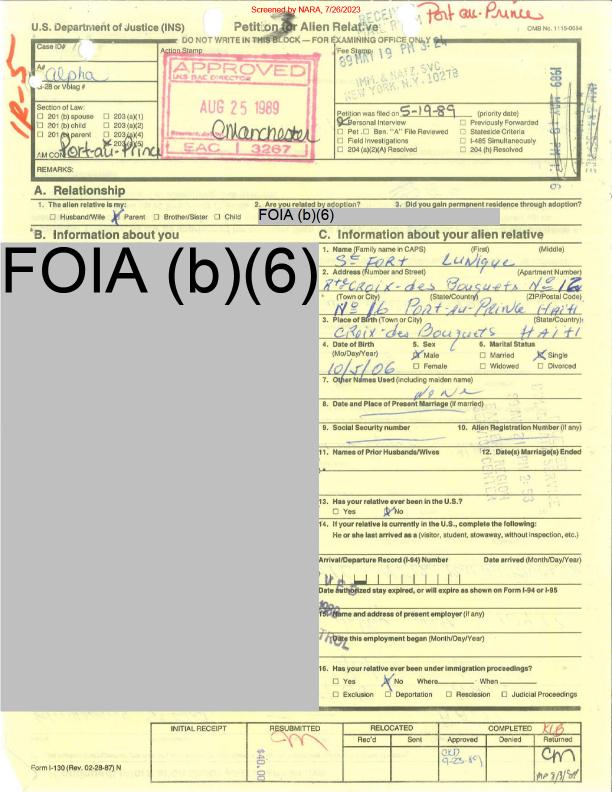 Screened by NARA, 7/26/2023
Port-au-Prince
U.S. Department of Justice (INS) Petition for Alien Relative OMB No. 1115-0054
DO NOT WRITE IN THIS BLOCK — FOR EXAMINING OFFICE ONLY
Case ID#
Action Stamp
Fee Stamp
A#
alpha
G-28 or Volag #
IR-5
APPROVED
AUG 25 1989
Manchester
EAC I 3267
89 MAY 19 PM 3:24
IMM. & NATZ. SVC.
NEW YORK, N.Y. 10278
Section of Law:
☐ 201 (b) spouse ☐ 203 (a)(1)
☐ 201 (b) child ☐ 203 (a)(2)
☐ 201 (b) parent ☐ 203 (a)(4)
☐ 203 (a)(5)
AM CON:
Port-au-Prince
Petition was filed on 5-19-89 (priority date)
☒ Personal Interview ☐ Previously Forwarded
☐ Pet. ☐ Ben. "A" File Reviewed ☐ Stateside Criteria
☐ Field Investigations ☐ I-485 Simultaneously
☐ 204 (a)(2)(A) Resolved ☐ 204 (h) Resolved
REMARKS:
A. Relationship
1. The alien relative is my: 2. Are you related by adoption? 3. Did you gain permanent residence through adoption?
☐ Husband/Wife ☒ Parent ☐ Brother/Sister ☐ Child FOIA (b)(6)
B. Information about you
FOIA (b)(6)
C. Information about your alien relative
1. Name (Family name in CAPS) (First) (Middle)
St FORT Lunique
2. Address (Number and Street) (Apartment Number)
Rte Croix-des Bouquets No 16
(Town or City) (State/Country) (ZIP/Postal Code)
No 16 Port-Au-Prince Haiti
3. Place of Birth (Town or City) (State/Country)
Croix-des Bouquets HAITI
4. Date of Birth 5. Sex 6. Marital Status
(Mo/Day/Year) ☒ Male ☐ Married ☒ Single
10/5/06 ☐ Female ☐ Widowed ☐ Divorced
7. Other Names Used (including maiden name)
None
8. Date and Place of Present Marriage (if married)
9. Social Security number 10. Alien Registration Number (if any)
11. Names of Prior Husbands/Wives 12. Date(s) Marriage(s) Ended
13. Has your relative ever been in the U.S.?
☐ Yes ☒ No
14. If your relative is currently in the U.S., complete the following:
He or she last arrived as a (visitor, student, stowaway, without inspection, etc.)
Arrival/Departure Record (I-94) Number Date arrived (Month/Day/Year)
Date authorized stay expired, or will expire as shown on Form I-94 or I-95
15. Name and address of present employer (if any)
Date this employment began (Month/Day/Year)
16. Has your relative ever been under immigration proceedings?
☐ Yes ☒ No Where When
☐ Exclusion ☐ Deportation ☐ Rescission ☐ Judicial Proceedings
INITIAL RECEIPT RESUBMITTED RELOCATED COMPLETED
Rec'd Sent Approved Denied Returned
$40.00
Form I-130 (Rev. 02-28-87) N